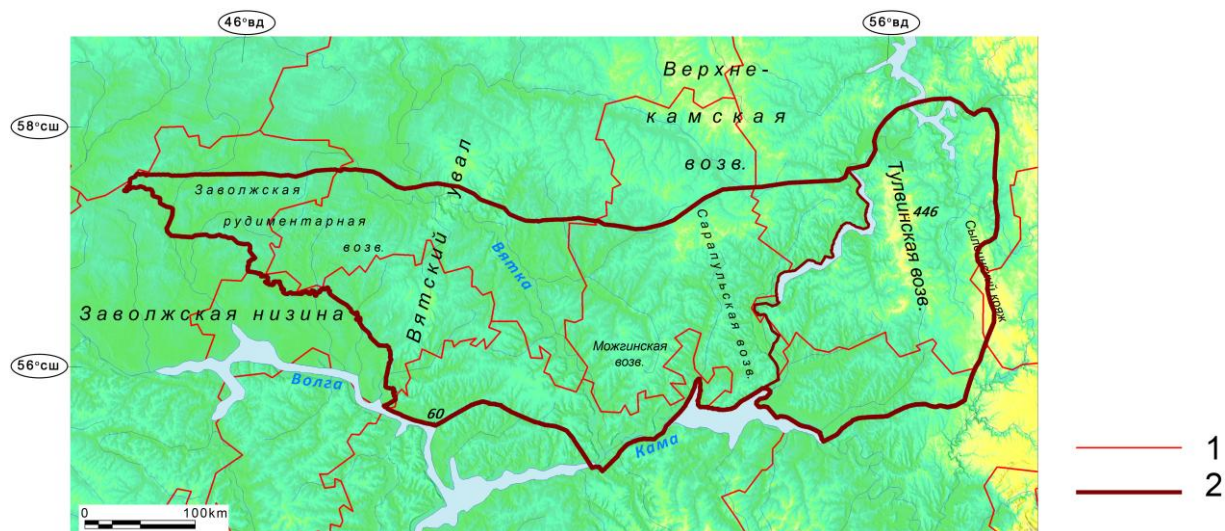 46°вд
56°вд
58°сш
56°сш
Верхне-
камская
возв.
Заволжская
рудиментарная
возв.
Вятский увал
Вятка
Сарапульская возв.
Тулвинская возв.
446
Заволжская низина
Можгинская
возв.
Волга
60
Кама
0 100km
1
2